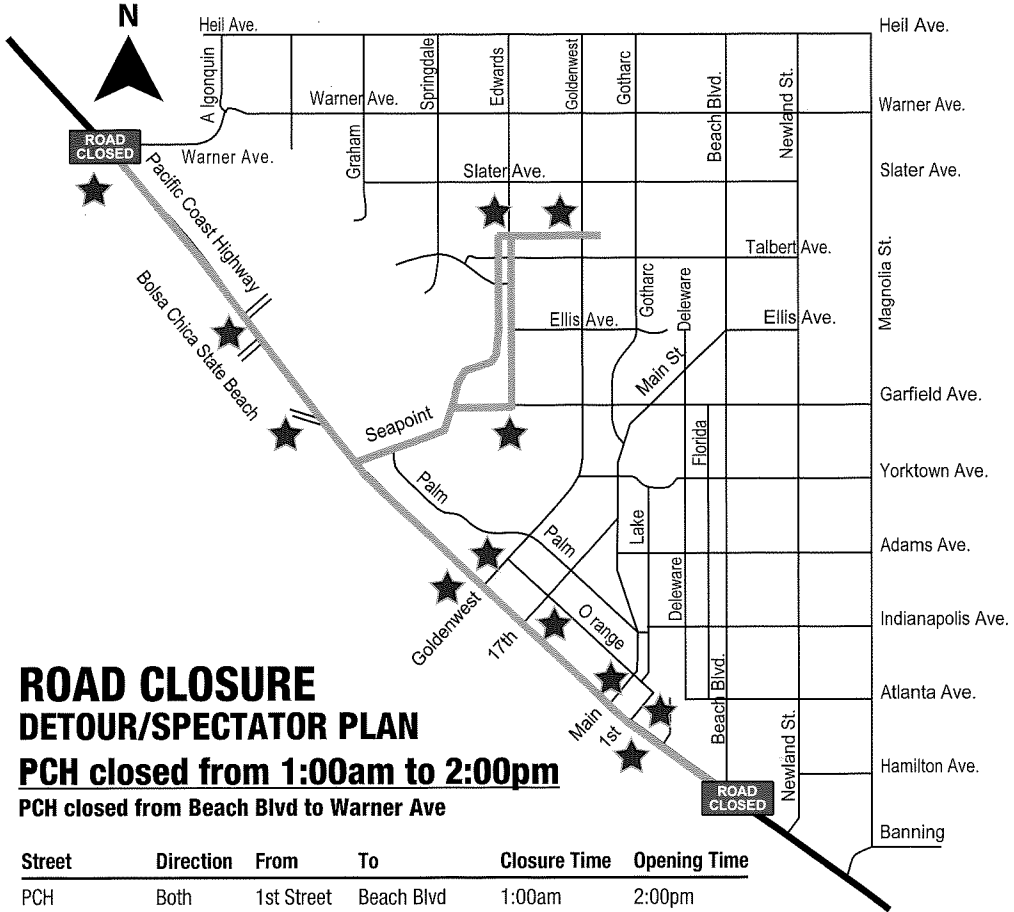 N
Heil Ave.
Heil Ave.
Algonquin
Springdale
Edwards
Goldenwest
Gotharc
Beach Blvd.
Newland St.
Warner Ave.
Warner Ave.
ROAD
CLOSED
Warner Ave.
Graham
Slater Ave.
Slater Ave.
Pacific Coast Highway
Talbert Ave.
Magnolia St.
Bolsa Chica State Beach
Gotharc
Deleware
Ellis Ave.
Ellis Ave.
Main St.
Garfield Ave.
Seapoint
Florida
Yorktown Ave.
Palm
Palm
Lake
Adams Ave.
Deleware
Goldenwest
17th
Orange
Indianapolis Ave.
Main
1st
Beach Blvd.
Atlanta Ave.
Newland St.
Hamilton Ave.
ROAD
CLOSED
Banning
ROAD CLOSURE
DETOUR/SPECTATOR PLAN
PCH closed from 1:00am to 2:00pm
PCH closed from Beach Blvd to Warner Ave
Street Direction From To Closure Time Opening Time
PCH Both 1st Street Beach Blvd 1:00am 2:00pm